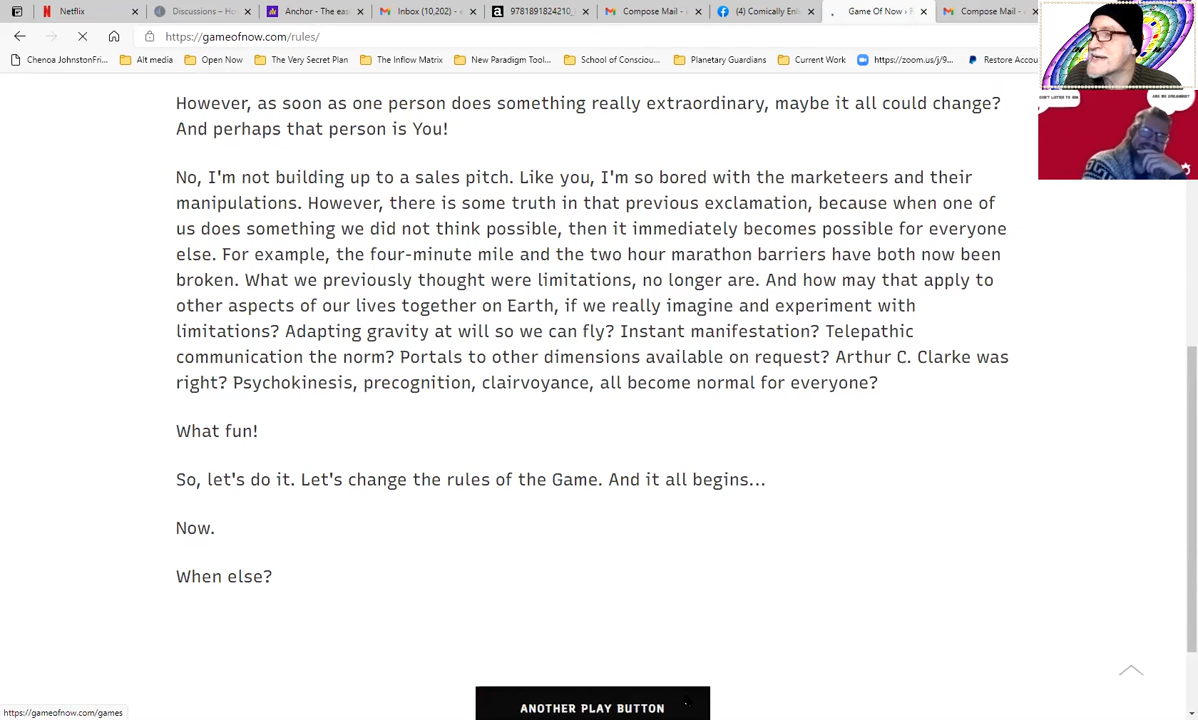 Netflix
Discussions – Ho
Anchor - The eas
Inbox (10,202) -
9781891824210_
Compose Mail -
(4) Comically Enli
Game Of Now ›
Compose Mail -
https://gameofnow.com/rules/
Chenoa JohnstonFri...
Alt media
Open Now
The Very Secret Plan
The Inflow Matrix
New Paradigm Tool...
School of Consciou...
Planetary Guardians
Current Work
https://zoom.us/j/9...
Restore Accou
DON'T LISTEN TO HIM
However, as soon as one person does something really extraordinary, maybe it all could change?
And perhaps that person is You!
No, I'm not building up to a sales pitch. Like you, I'm so bored with the marketeers and their
manipulations. However, there is some truth in that previous exclamation, because when one of
us does something we did not think possible, then it immediately becomes possible for everyone
else. For example, the four-minute mile and the two hour marathon barriers have both now been
broken. What we previously thought were limitations, no longer are. And how may that apply to
other aspects of our lives together on Earth, if we really imagine and experiment with
limitations? Adapting gravity at will so we can fly? Instant manifestation? Telepathic
communication the norm? Portals to other dimensions available on request? Arthur C. Clarke was
right? Psychokinesis, precognition, clairvoyance, all become normal for everyone?
What fun!
So, let's do it. Let's change the rules of the Game. And it all begins...
Now.
When else?
ANOTHER PLAY BUTTON
https://gameofnow.com/games